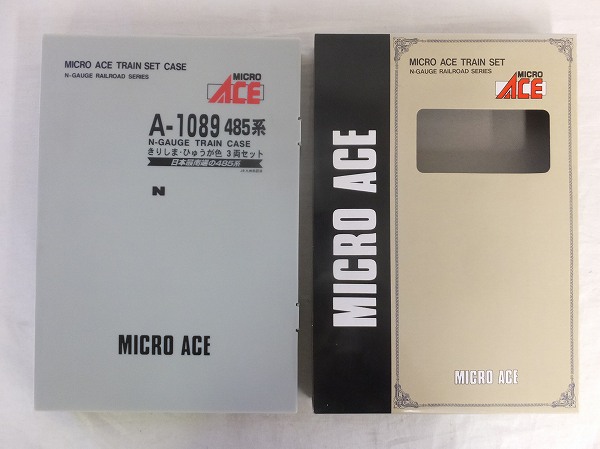 MICRO ACE TRAIN SET CASE
N-GAUGE RAILROAD SERIES
MICRO
ACE
A-1089 485系
N-GAUGE TRAIN CASE
きりしま・ひゅうが色 3両セット
日本最南端の485系
N
MICRO ACE
MICRO ACE
MICRO ACE TRAIN SET
N-GAUGE RAILROAD SERIES
MICRO
ACE
MICRO ACE